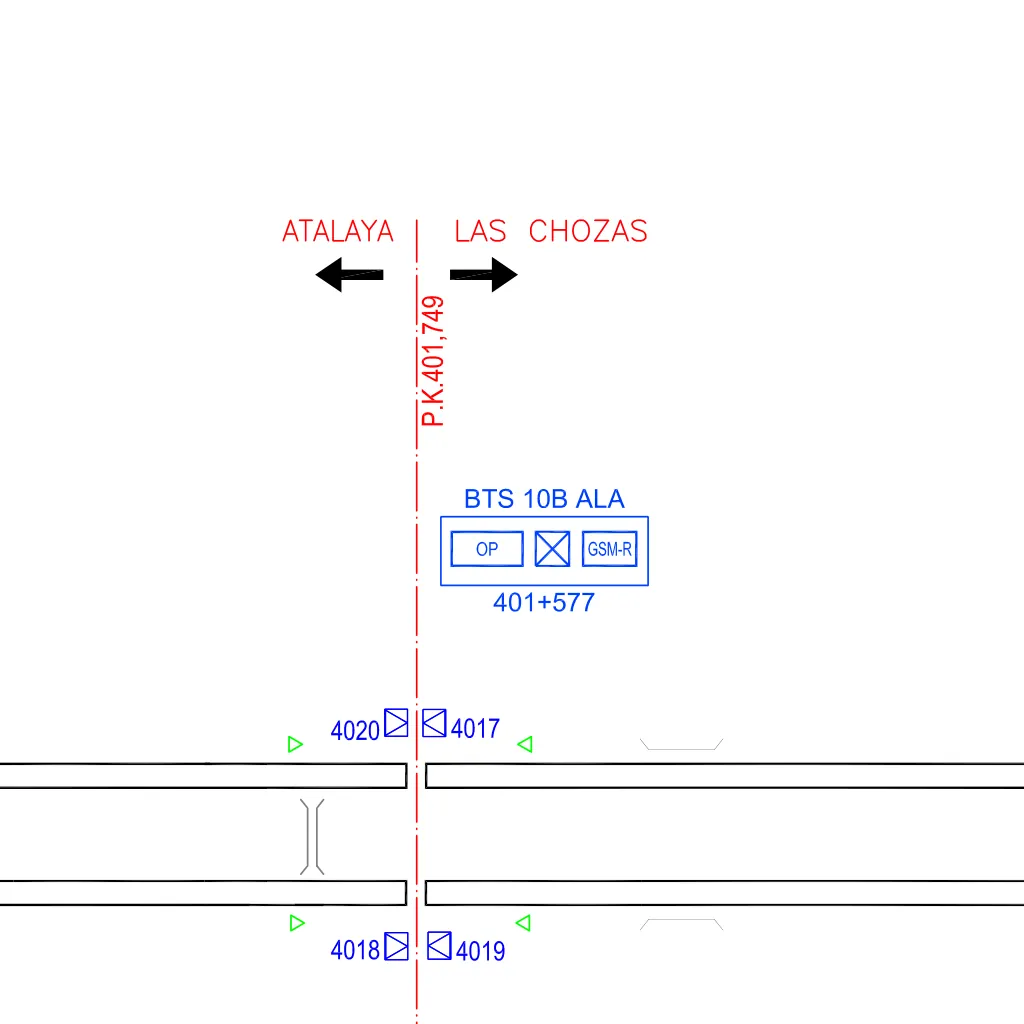 ATALAYA
LAS CHOZAS
P.K.401,749
BTS 10B ALA
OP
GSM-R
401+577
4020
4017
4018
4019